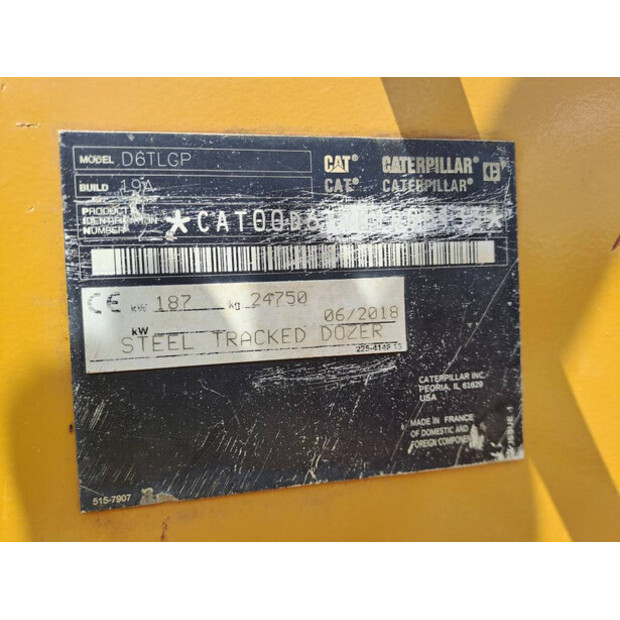 MODEL D6TLGP
CAT® CATERPILLAR®
BUILD 19A
CAT® CATERPILLAR®
PRODUCT
IDENTIFICATION
NUMBER
CE kW 187 kg 24750
06/2018
kW
STEEL TRACKED DOZER
CATERPILLAR INC.
PEORIA, IL 61629
USA
MADE IN FRANCE
OF DOMESTIC AND
FOREIGN COMPONENTS
515-7907